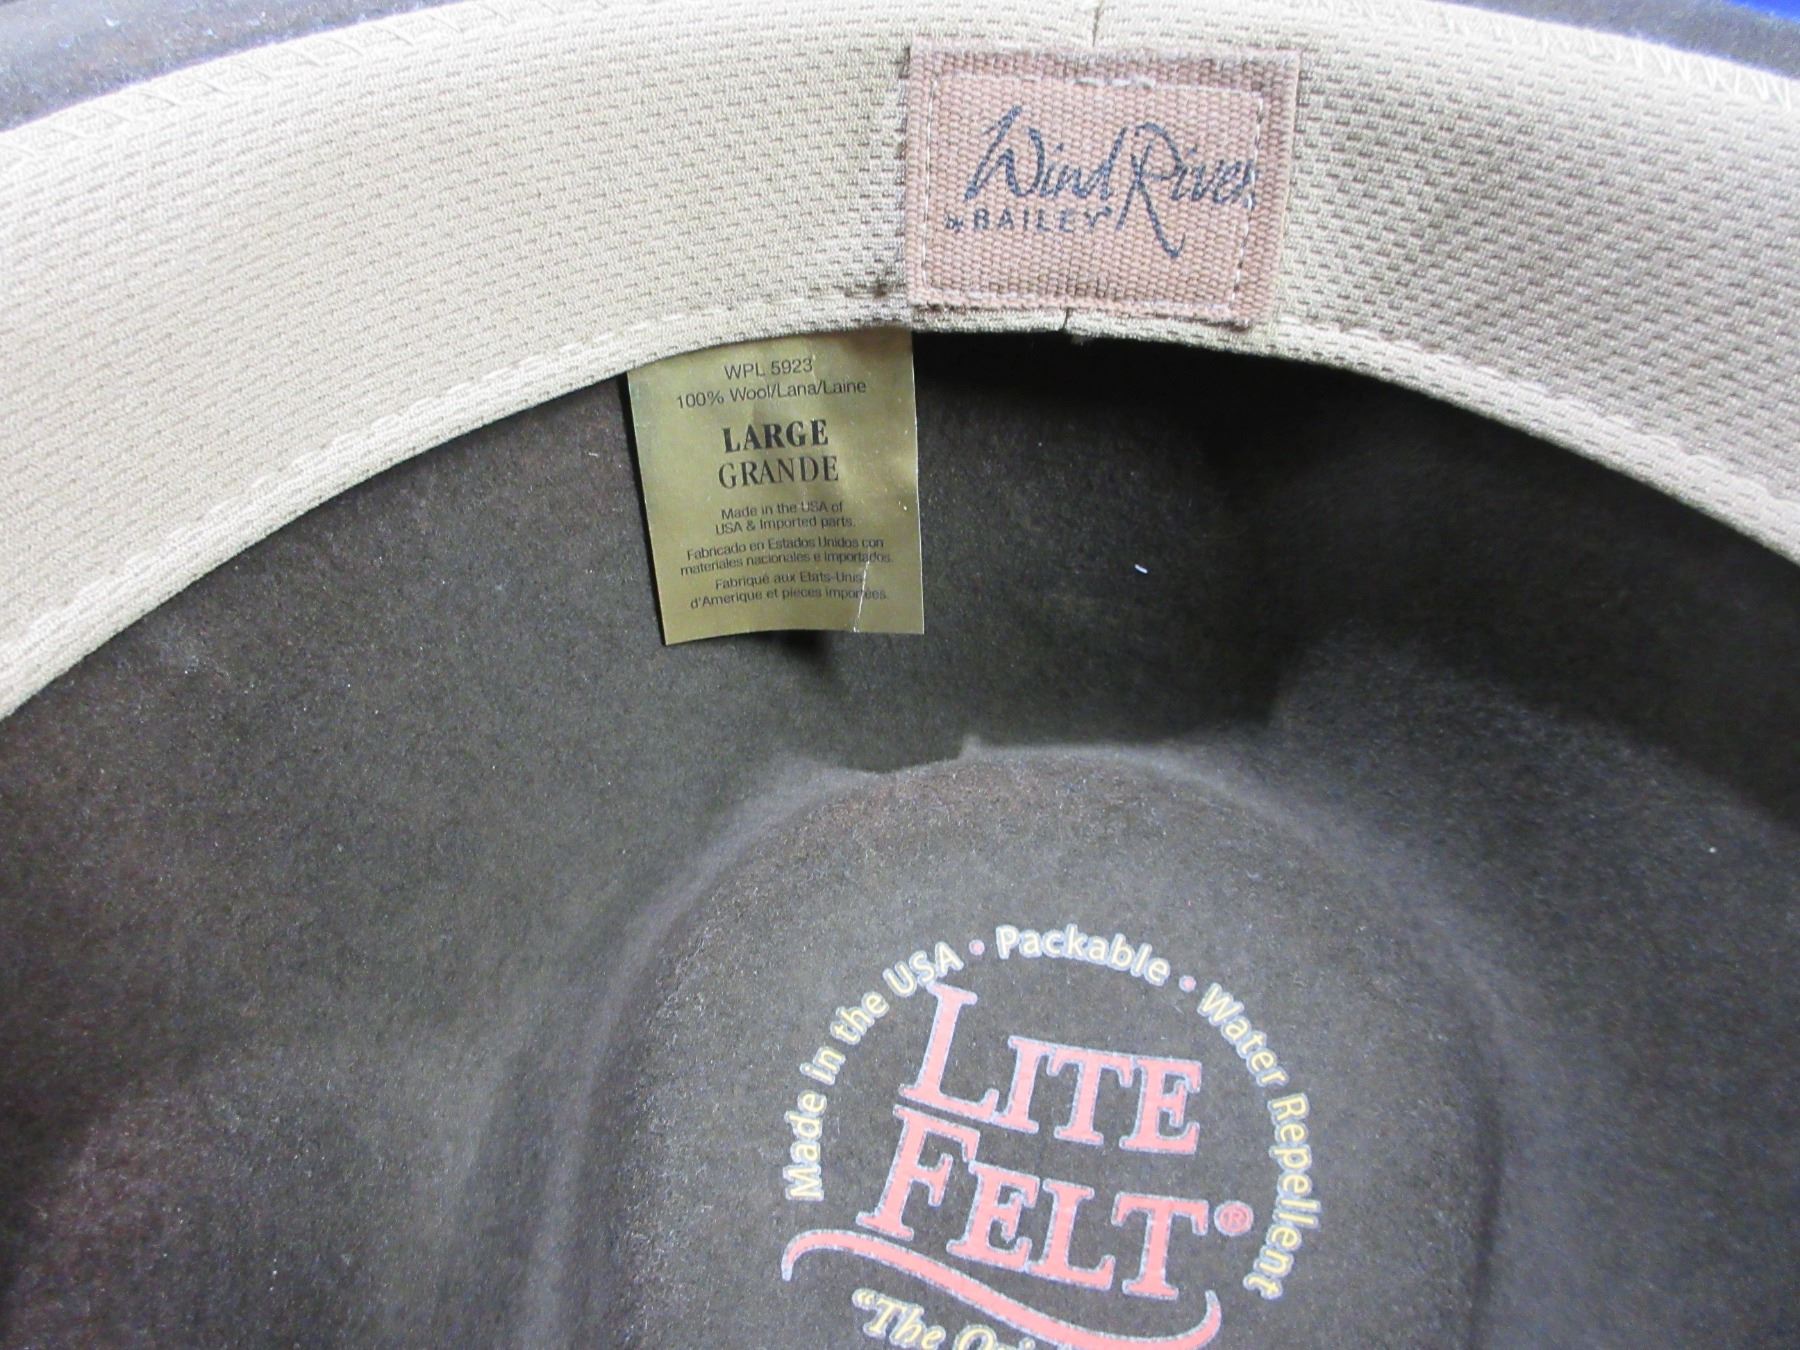 Wind River
by BAILEY®
WPL 5923
100% Wool/Lana/Laine
LARGE
GRANDE
Made in the USA of
USA & Imported parts.
Fabricado en Estados Unidos con
materiales nacionales e importados.
Fabriqué aux Etats-Unis
d'Amerique et pieces importées.
Made in the USA • Packable • Water Repellent
LITE
FELT®
"The